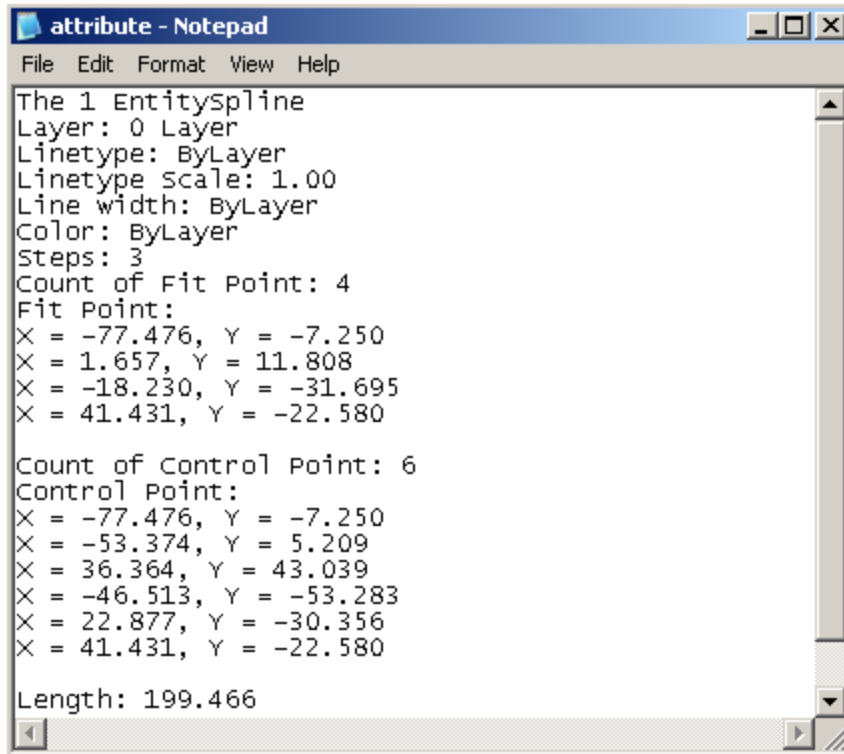 attribute - Notepad
File Edit Format View Help
The 1 EntitySpline
Layer: 0 Layer
Linetype: ByLayer
Linetype Scale: 1.00
Line width: ByLayer
Color: ByLayer
Steps: 3
Count of Fit Point: 4
Fit Point:
X = -77.476, Y = -7.250
X = 1.657, Y = 11.808
X = -18.230, Y = -31.695
X = 41.431, Y = -22.580
Count of Control Point: 6
Control Point:
X = -77.476, Y = -7.250
X = -53.374, Y = 5.209
X = 36.364, Y = 43.039
X = -46.513, Y = -53.283
X = 22.877, Y = -30.356
X = 41.431, Y = -22.580
Length: 199.466